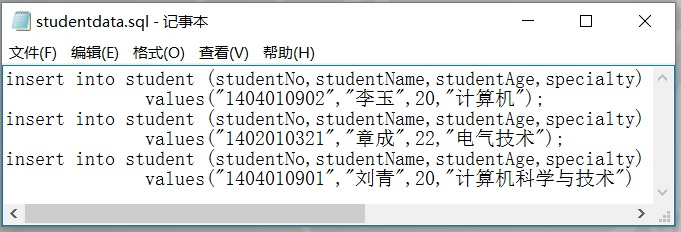 studentdata.sql - 记事本
文件(F) 编辑(E) 格式(O) 查看(V) 帮助(H)
insert into student (studentNo,studentName,studentAge,specialty)
values("1404010902","李玉",20,"计算机");
insert into student (studentNo,studentName,studentAge,specialty)
values("1402010321","章成",22,"电气技术");
insert into student (studentNo,studentName,studentAge,specialty)
values("1404010901","刘青",20,"计算机科学与技术")